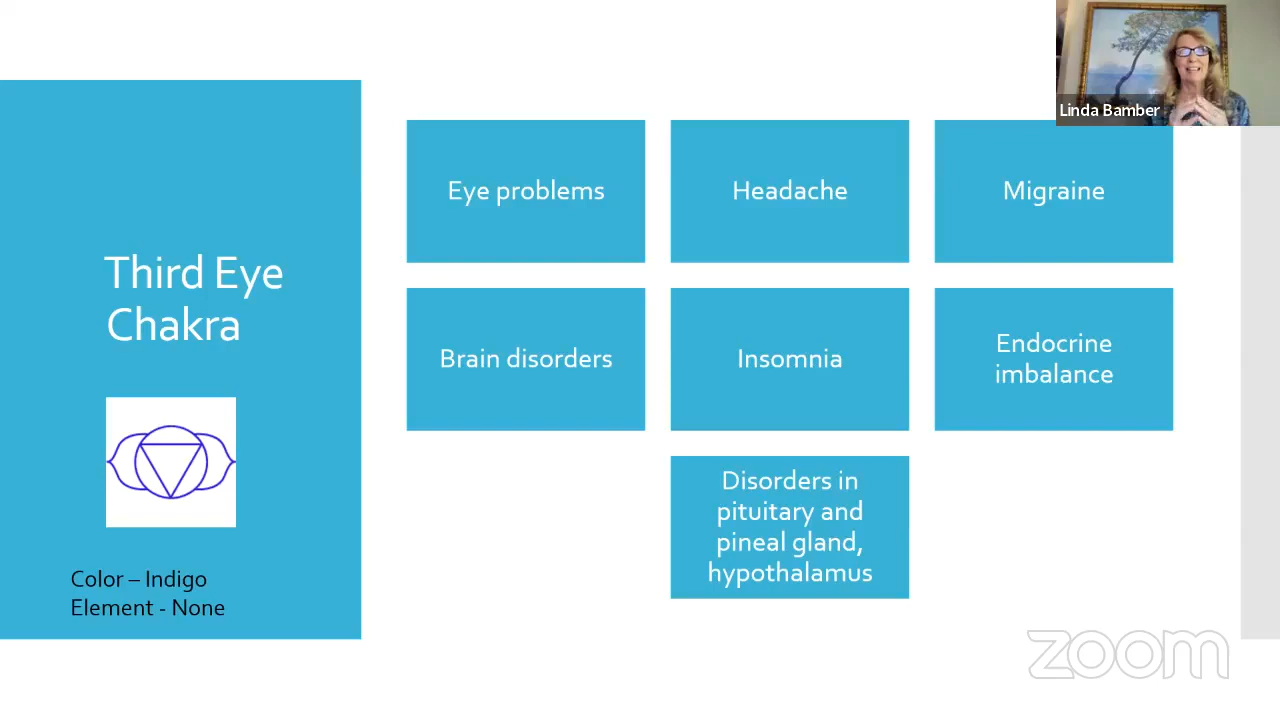 Linda Bamber
Third Eye
Chakra
Color – Indigo
Element - None
Eye problems
Headache
Migraine
Brain disorders
Insomnia
Endocrine
imbalance
Disorders in
pituitary and
pineal gland,
hypothalamus
zoom